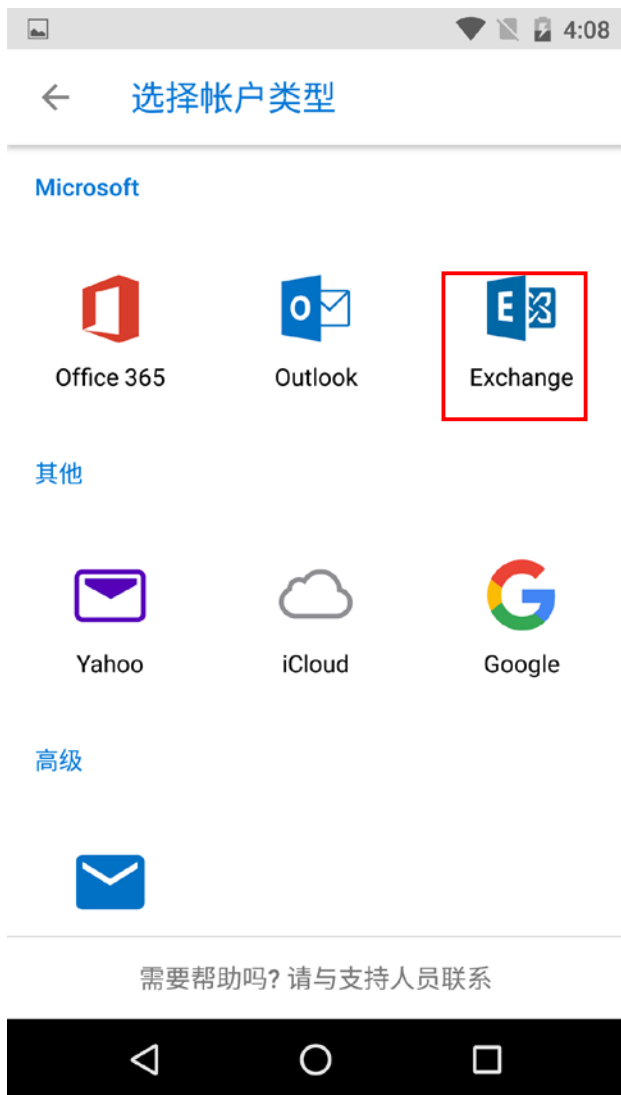 4:08
选择帐户类型
Microsoft
Office 365
Outlook
Exchange
其他
Yahoo
iCloud
Google
高级
需要帮助吗? 请与支持人员联系